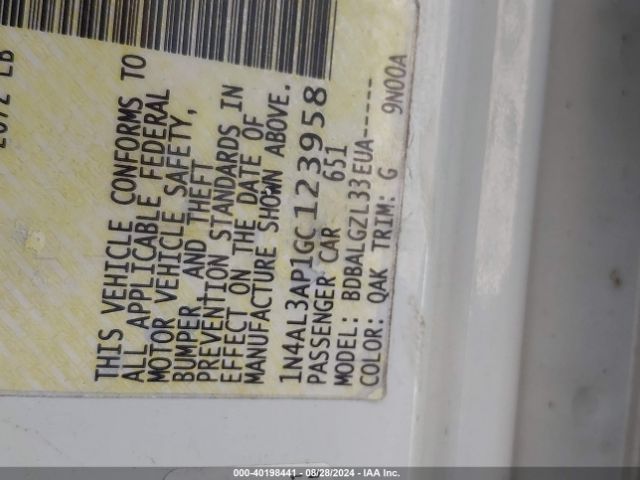 2072 LB
THIS VEHICLE CONFORMS TO
ALL APPLICABLE FEDERAL
MOTOR VEHICLE SAFETY,
BUMPER, AND THEFT
PREVENTION STANDARDS IN
EFFECT ON THE DATE OF
MANUFACTURE SHOWN ABOVE.
1N4AL3AP1GC123958
PASSENGER CAR 651
MODEL: BDBALGZL33EUA-----
COLOR: QAK TRIM: G 9N00A
000-40198441 - 08/28/2024 - IAA Inc.